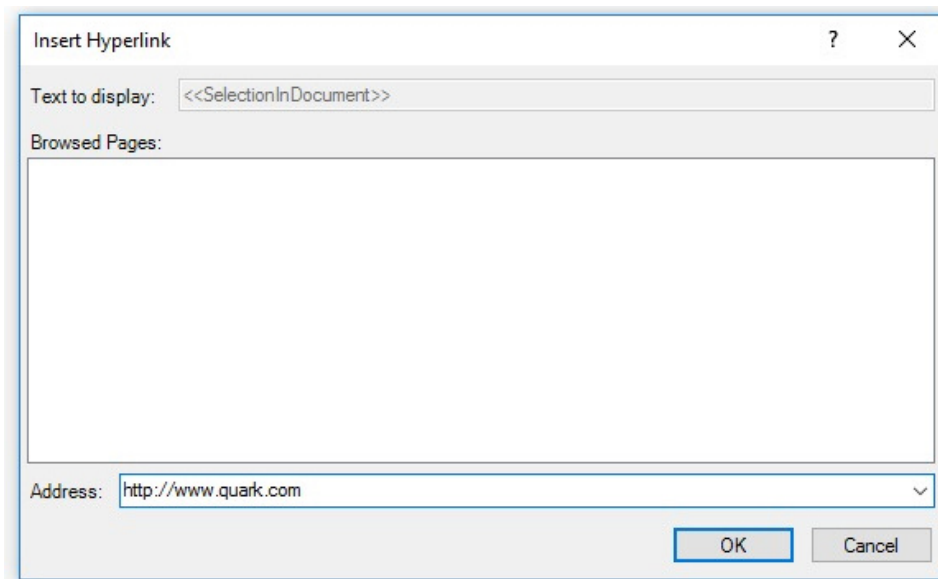 Insert Hyperlink ? X
Text to display: <<SelectionInDocument>>
Browsed Pages:
Address: http://www.quark.com
OK Cancel